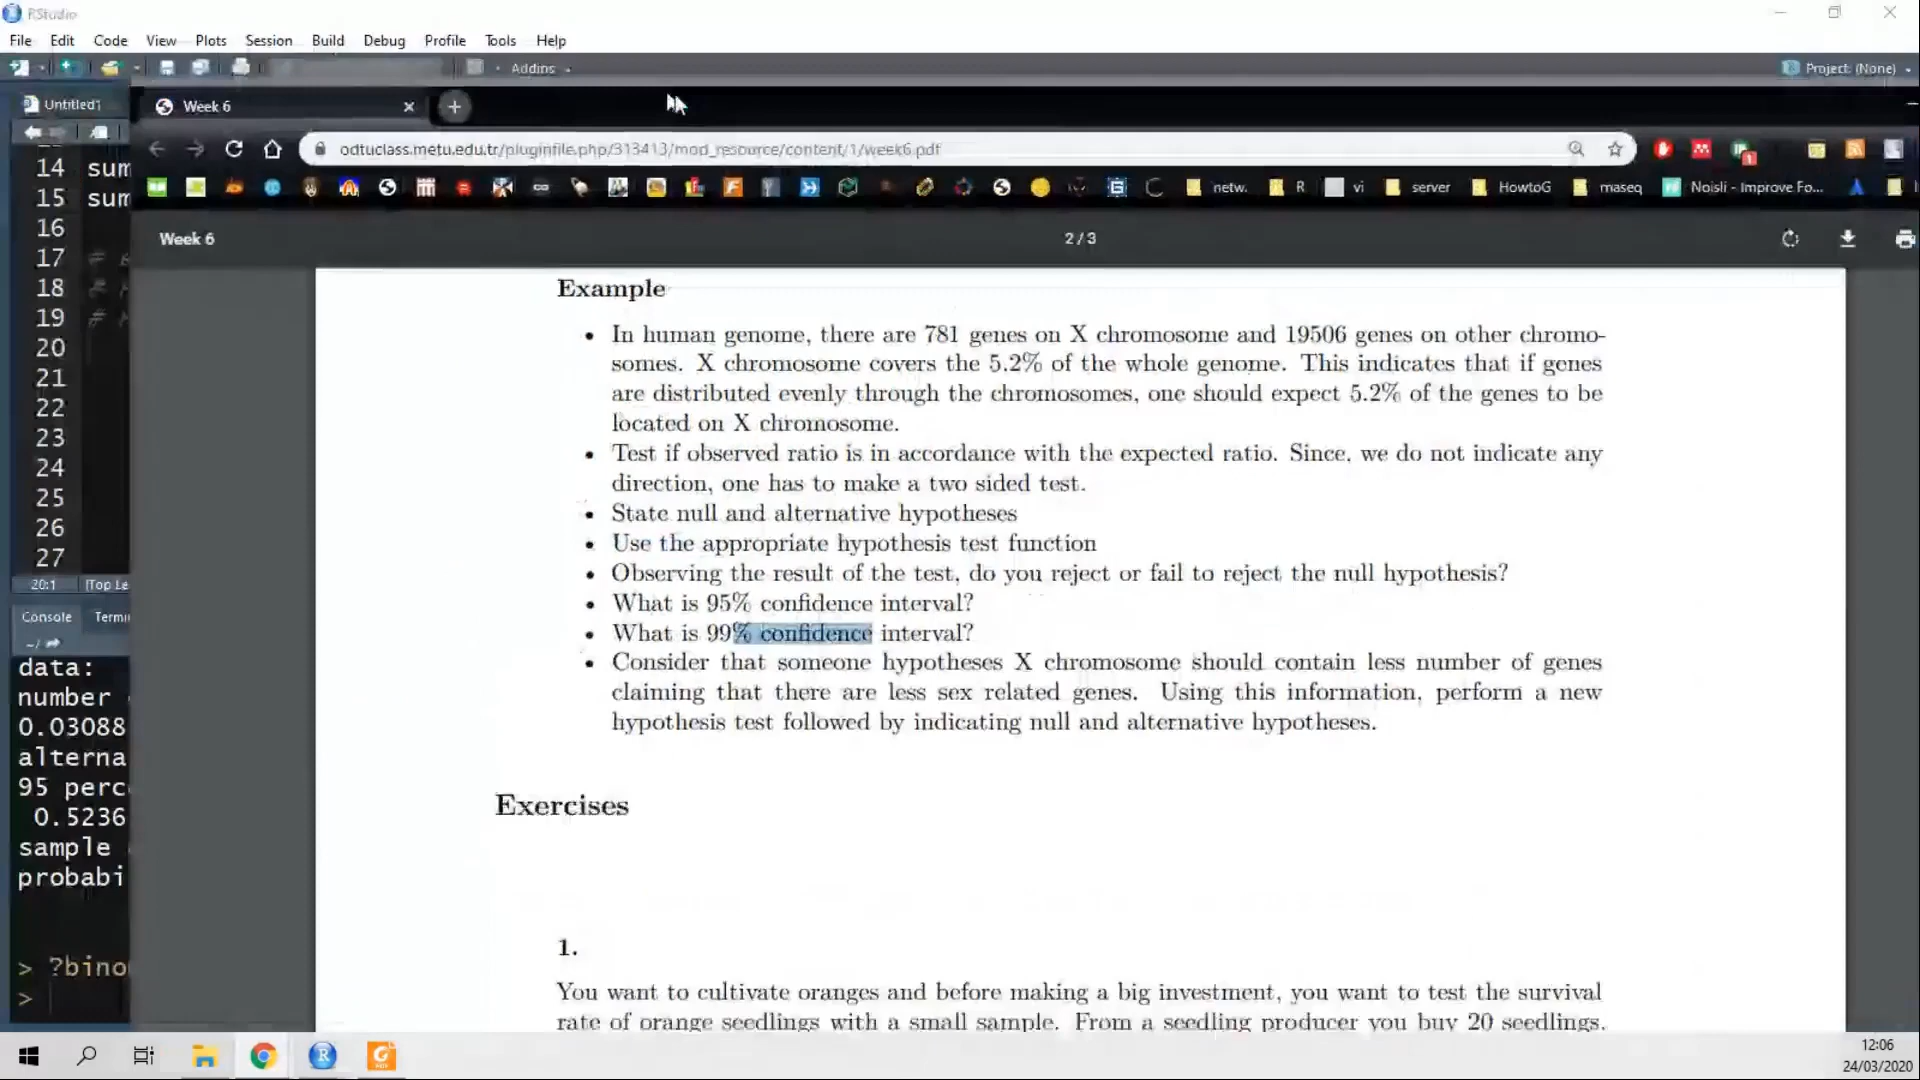 RStudio
File Edit Code View Plots Session Build Debug Profile Tools Help
Addins
Project: (None)
Untitled1
Week 6
odtuclass.metu.edu.tr/pluginfile.php/313413/mod_resource/content/1/week6.pdf
netw. R vi server HowtoG maseq Noisli - Improve Fo...
Week 6 2 / 3
14 sum
15 sum
16
17 #
18 #
19 #
20
21
22
23
24
25
26
27
20:1 (Top Le
Console Termi
~/
data:
number
0.03088
alterna
95 perc
0.5236
sample
probabi
> ?bino
>
Example
• In human genome, there are 781 genes on X chromosome and 19506 genes on other chromo-
somes. X chromosome covers the 5.2% of the whole genome. This indicates that if genes
are distributed evenly through the chromosomes, one should expect 5.2% of the genes to be
located on X chromosome.
• Test if observed ratio is in accordance with the expected ratio. Since, we do not indicate any
direction, one has to make a two sided test.
• State null and alternative hypotheses
• Use the appropriate hypothesis test function
• Observing the result of the test, do you reject or fail to reject the null hypothesis?
• What is 95% confidence interval?
• What is 99% confidence interval?
• Consider that someone hypotheses X chromosome should contain less number of genes
claiming that there are less sex related genes. Using this information, perform a new
hypothesis test followed by indicating null and alternative hypotheses.
Exercises
1.
You want to cultivate oranges and before making a big investment, you want to test the survival
rate of orange seedlings with a small sample. From a seedling producer you buy 20 seedlings.
12:06
24/03/2020